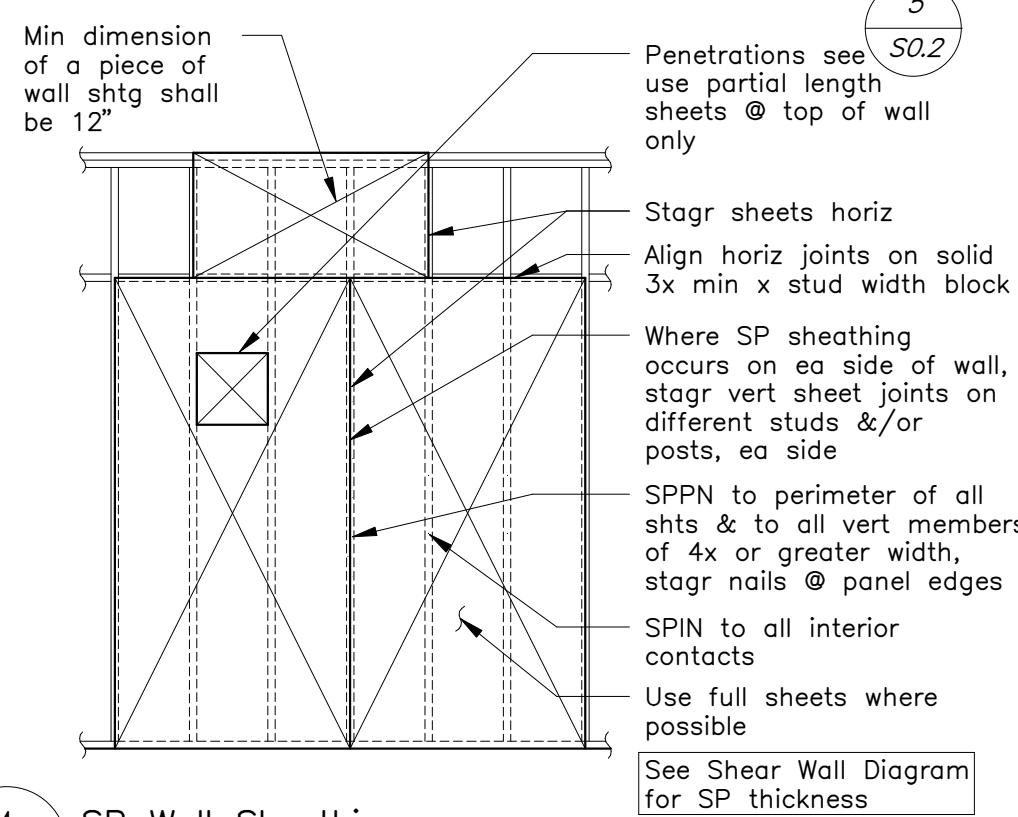 5
S0.2
Min dimension
of a piece of
wall shtg shall
be 12"
Penetrations see
use partial length
sheets @ top of wall
only
Stagr sheets horiz
Align horiz joints on solid
3x min x stud width block
Where SP sheathing
occurs on ea side of wall,
stagr vert sheet joints on
different studs &/or
posts, ea side
SPPN to perimeter of all
shts & to all vert members
of 4x or greater width,
stagr nails @ panel edges
SPIN to all interior
contacts
Use full sheets where
possible
See Shear Wall Diagram
for SP thickness
SP Wall